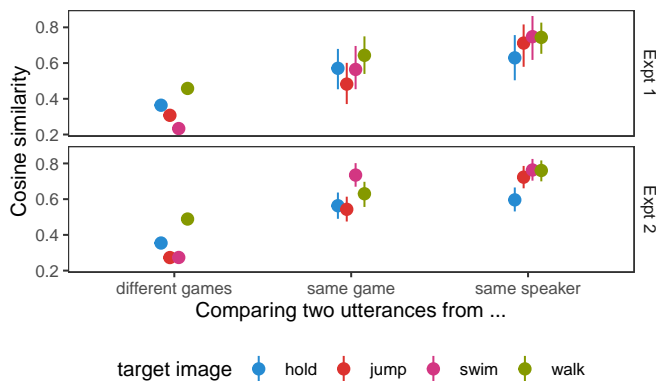 Cosine similarity
0.8
0.6
0.4
0.2
Expt 1
0.8
0.6
0.4
0.2
Expt 2
different games same game same speaker
Comparing two utterances from ...
target image hold jump swim walk